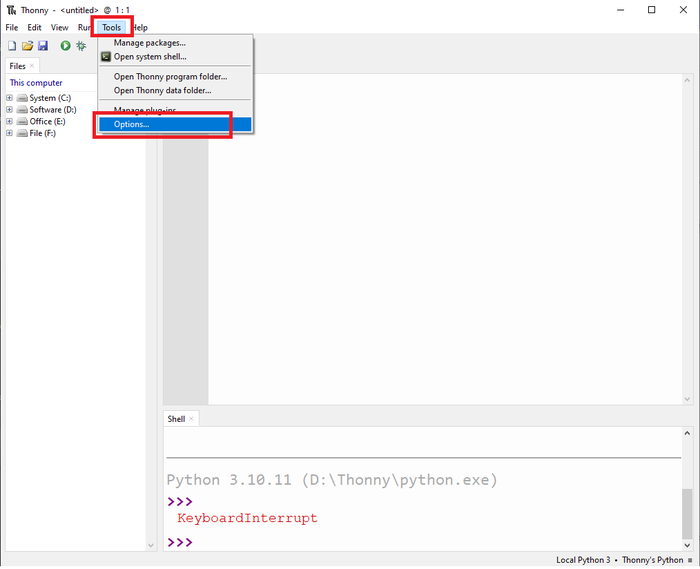 Thonny - <untitled> @ 1:1
File Edit View Run Tools Help
Manage packages...
Open system shell...
Open Thonny program folder...
Open Thonny data folder...
Manage plug-ins
Options...
Files
This computer
System (C:)
Software (D:)
Office (E:)
File (F:)
Shell
Python 3.10.11 (D:\Thonny\python.exe)
>>>
KeyboardInterrupt
>>>
Local Python 3 • Thonny's Python ≡